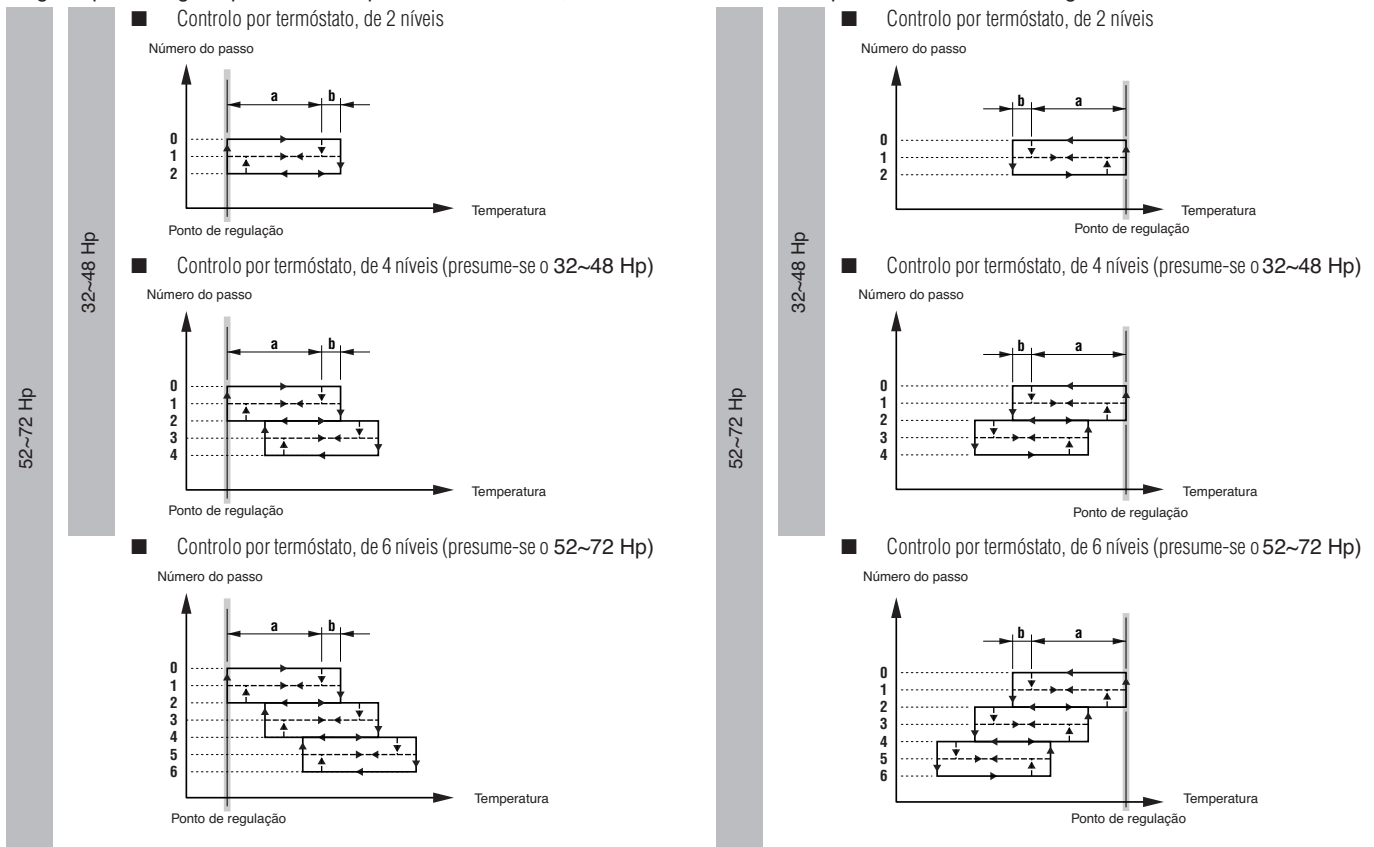 52~72 Hp
32~48 Hp
■ Controlo por termóstato, de 2 níveis
Número do passo
a b
0
1
2
Temperatura
Ponto de regulação
■ Controlo por termóstato, de 4 níveis (presume-se o 32~48 Hp)
Número do passo
a b
0
1
2
3
4
Temperatura
Ponto de regulação
■ Controlo por termóstato, de 6 níveis (presume-se o 52~72 Hp)
Número do passo
a b
0
1
2
3
4
5
6
Temperatura
Ponto de regulação
52~72 Hp
32~48 Hp
■ Controlo por termóstato, de 2 níveis
Número do passo
b a
0
1
2
Temperatura
Ponto de regulação
■ Controlo por termóstato, de 4 níveis (presume-se o 32~48 Hp)
Número do passo
b a
0
1
2
3
4
Temperatura
Ponto de regulação
■ Controlo por termóstato, de 6 níveis (presume-se o 52~72 Hp)
Número do passo
b a
0
1
2
3
4
5
6
Temperatura
Ponto de regulação